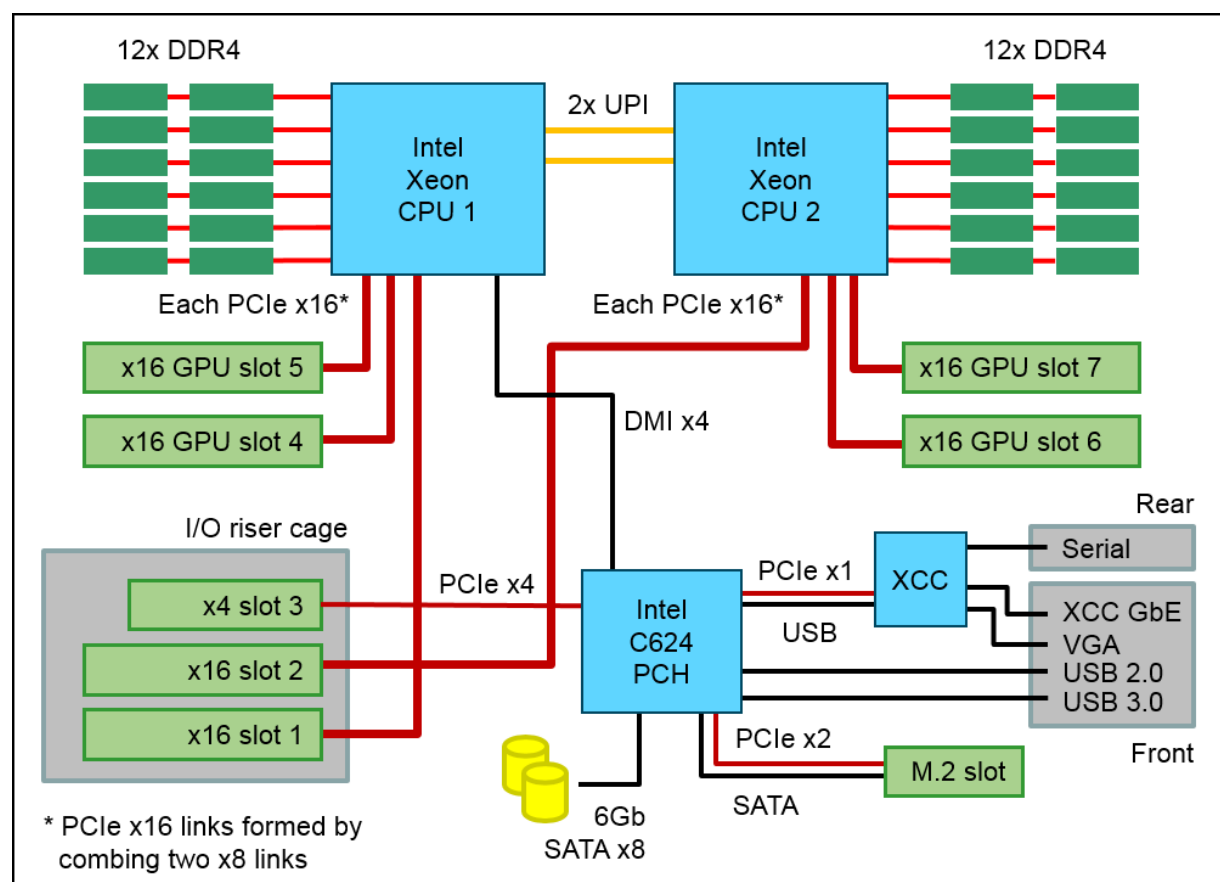 12x DDR4
12x DDR4
2x UPI
Intel
Xeon
CPU 1
Intel
Xeon
CPU 2
Each PCIe x16*
Each PCIe x16*
x16 GPU slot 5
x16 GPU slot 7
DMI x4
x16 GPU slot 4
x16 GPU slot 6
I/O riser cage
Rear
Serial
PCIe x4
PCIe x1
XCC
x4 slot 3
Intel
C624
PCH
USB
XCC GbE
VGA
USB 2.0
USB 3.0
x16 slot 2
x16 slot 1
PCIe x2
Front
M.2 slot
SATA
6Gb
SATA x8
* PCIe x16 links formed by
combing two x8 links